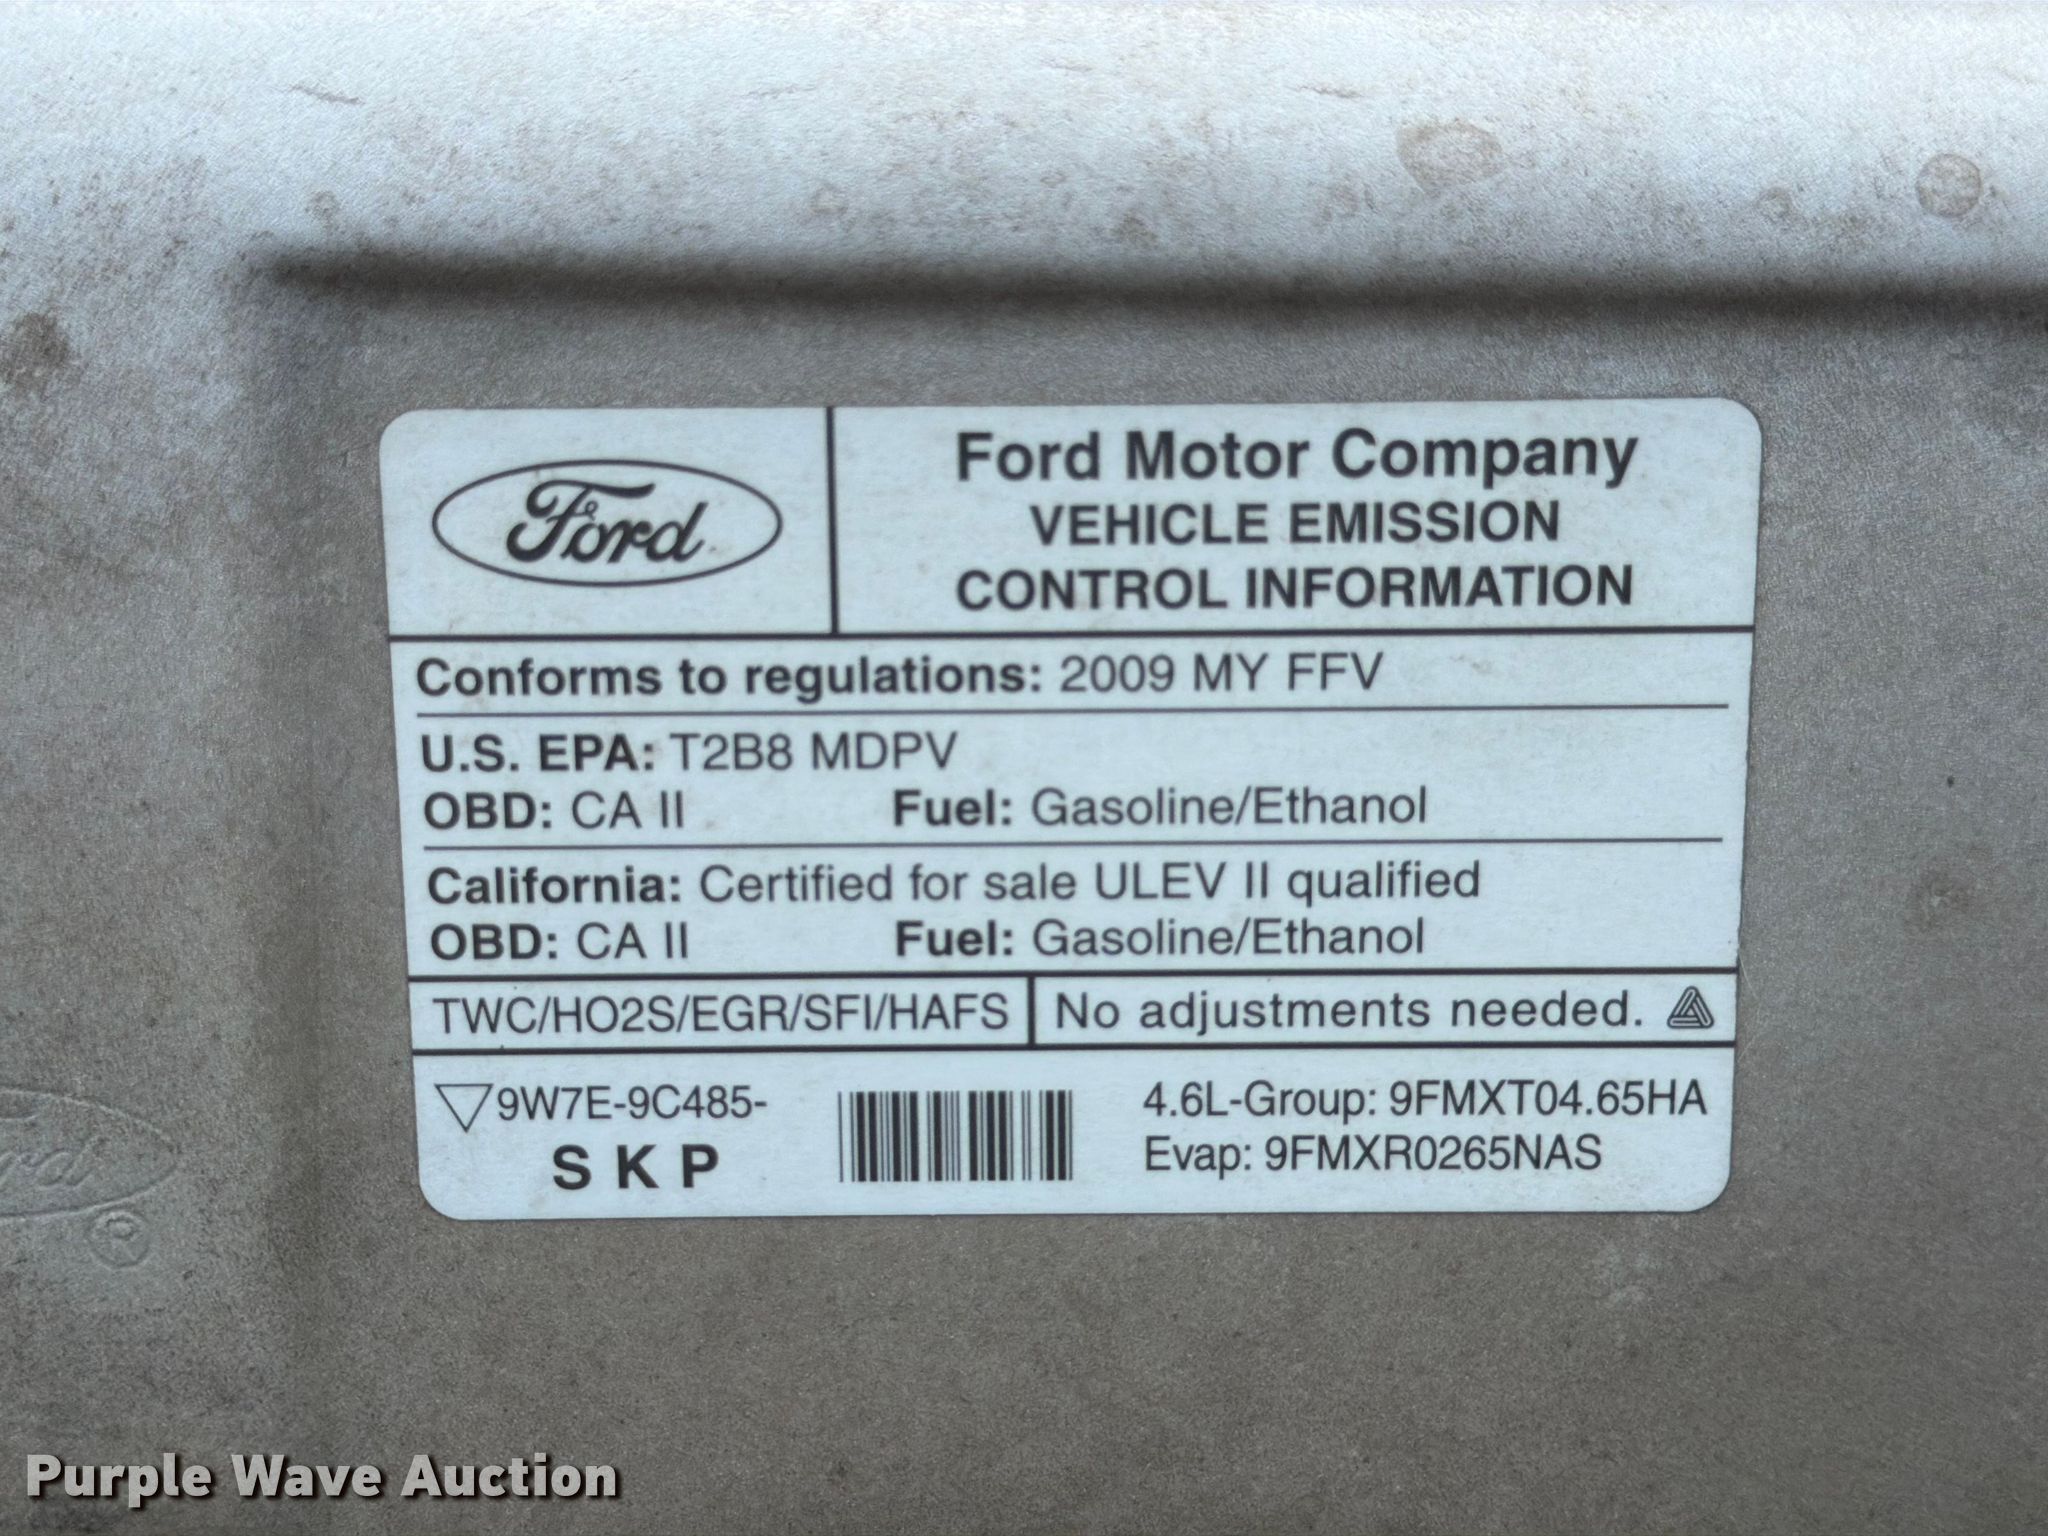 Ford
Ford Motor Company
VEHICLE EMISSION
CONTROL INFORMATION
Conforms to regulations: 2009 MY FFV
U.S. EPA: T2B8 MDPV
OBD: CA II Fuel: Gasoline/Ethanol
California: Certified for sale ULEV II qualified
OBD: CA II Fuel: Gasoline/Ethanol
TWC/HO2S/EGR/SFI/HAFS No adjustments needed.
9W7E-9C485- 4.6L-Group: 9FMXT04.65HA
SKP Evap: 9FMXR0265NAS
rd
®
Purple Wave Auction